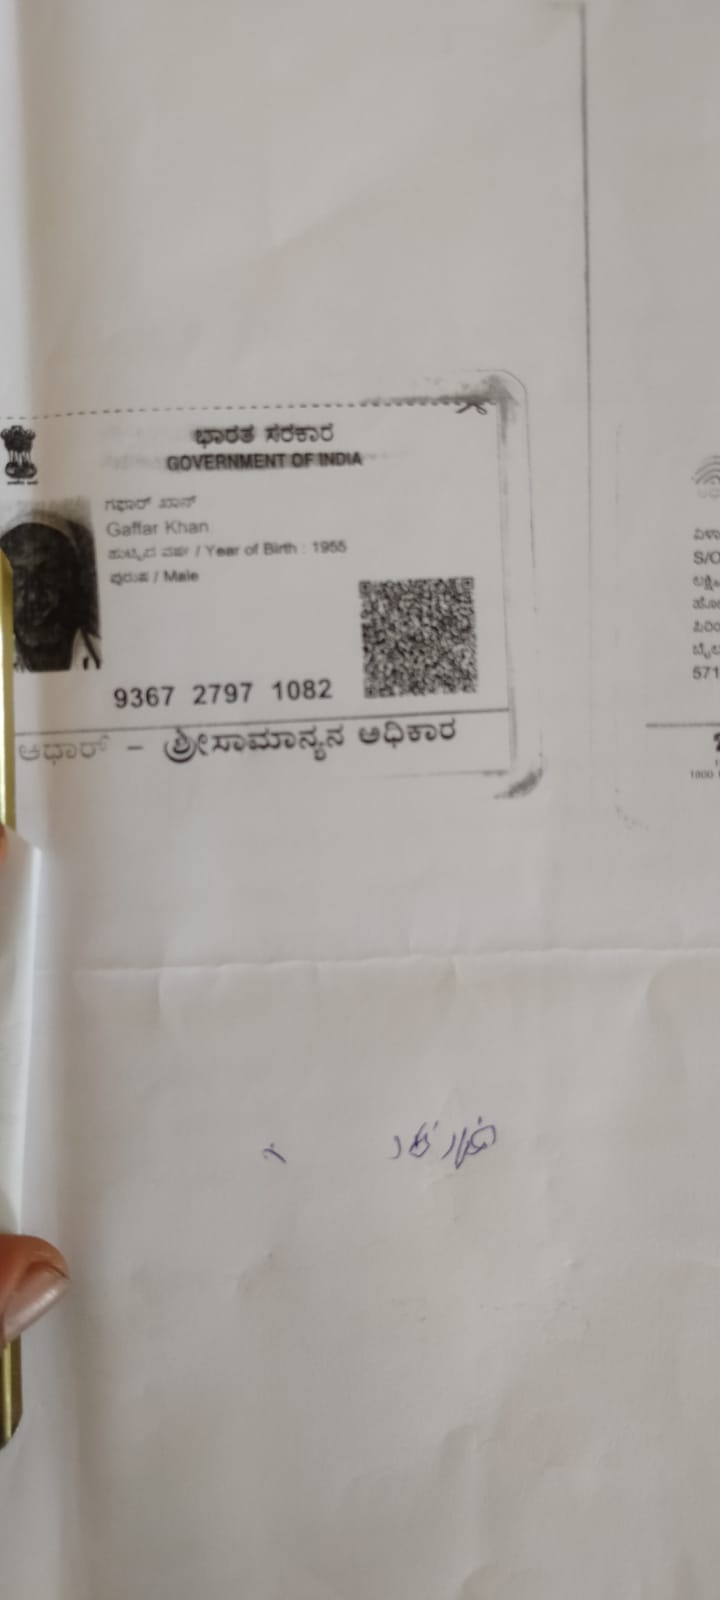 ಭಾರತ ಸರಕಾರ
GOVERNMENT OF INDIA
ಗಫಾರ್ ಖಾನ್
Gaffar Khan
ಹುಟ್ಟಿದ ವರ್ಷ / Year of Birth : 1955
ಪುರುಷ / Male
9367 2797 1082
ಆಧಾರ್ – ಶ್ರೀಸಾಮಾನ್ಯನ ಅಧಿಕಾರ
S/O
571